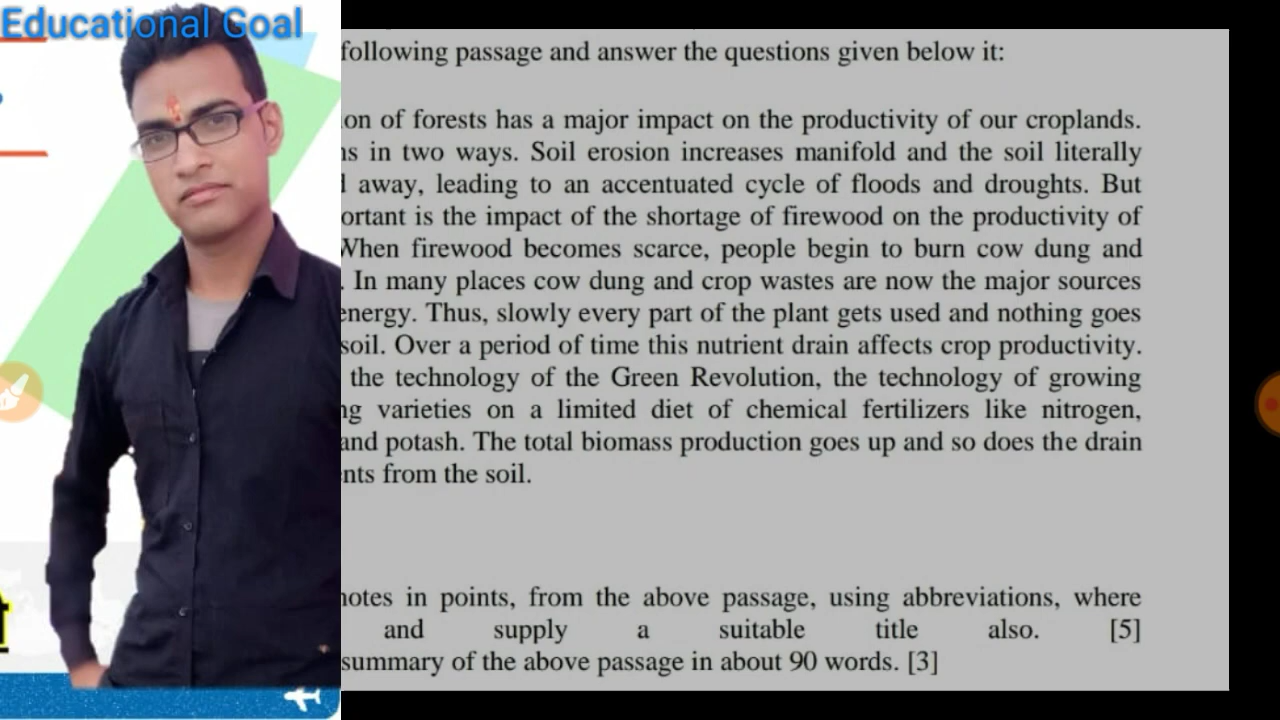 Educational Goal
following passage and answer the questions given below it:
on of forests has a major impact on the productivity of our croplands.
in two ways. Soil erosion increases manifold and the soil literally
away, leading to an accentuated cycle of floods and droughts. But
ortant is the impact of the shortage of firewood on the productivity of
When firewood becomes scarce, people begin to burn cow dung and
. In many places cow dung and crop wastes are now the major sources
energy. Thus, slowly every part of the plant gets used and nothing goes
soil. Over a period of time this nutrient drain affects crop productivity.
the technology of the Green Revolution, the technology of growing
ng varieties on a limited diet of chemical fertilizers like nitrogen,
and potash. The total biomass production goes up and so does the drain
nts from the soil.
notes in points, from the above passage, using abbreviations, where
and supply a suitable title also. [5]
summary of the above passage in about 90 words. [3]